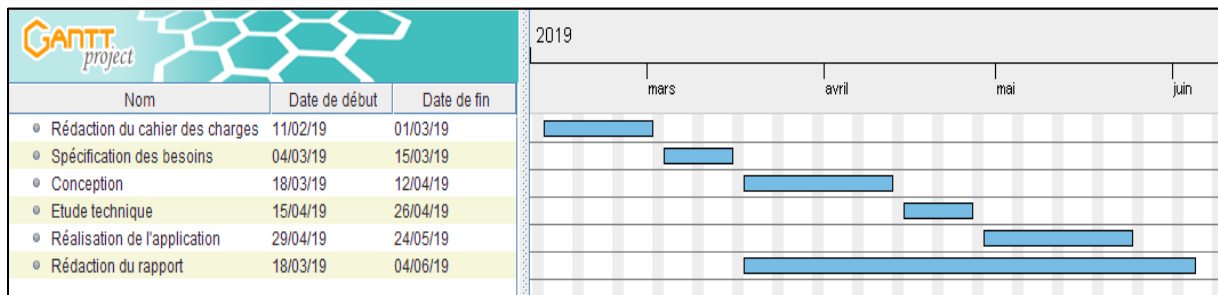 GANTT
project
2019
mars avril mai juin
Nom Date de début Date de fin
Rédaction du cahier des charges 11/02/19 01/03/19
Spécification des besoins 04/03/19 15/03/19
Conception 18/03/19 12/04/19
Etude technique 15/04/19 26/04/19
Réalisation de l'application 29/04/19 24/05/19
Rédaction du rapport 18/03/19 04/06/19